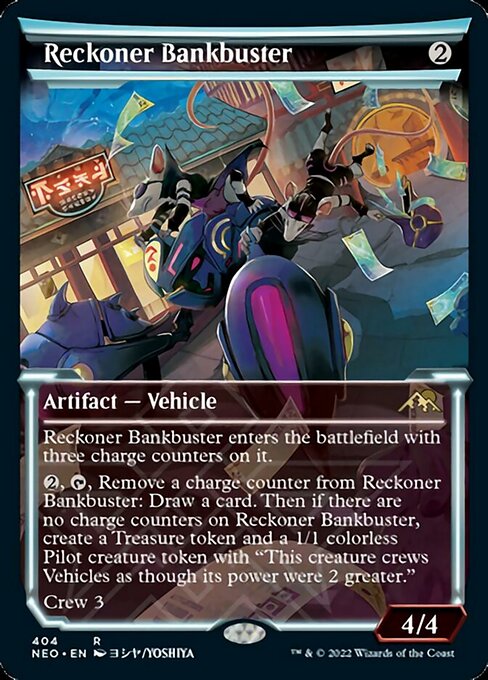 Reckoner Bankbuster 2
Artifact — Vehicle
Reckoner Bankbuster enters the battlefield with
three charge counters on it.
2, T, Remove a charge counter from Reckoner
Bankbuster: Draw a card. Then if there are
no charge counters on Reckoner Bankbuster,
create a Treasure token and a 1/1 colorless
Pilot creature token with “This creature crews
Vehicles as though its power were 2 greater.”
Crew 3
4/4
404 R
NEO • EN ヨシヤ/YOSHIYA
™ & © 2022 Wizards of the Coast